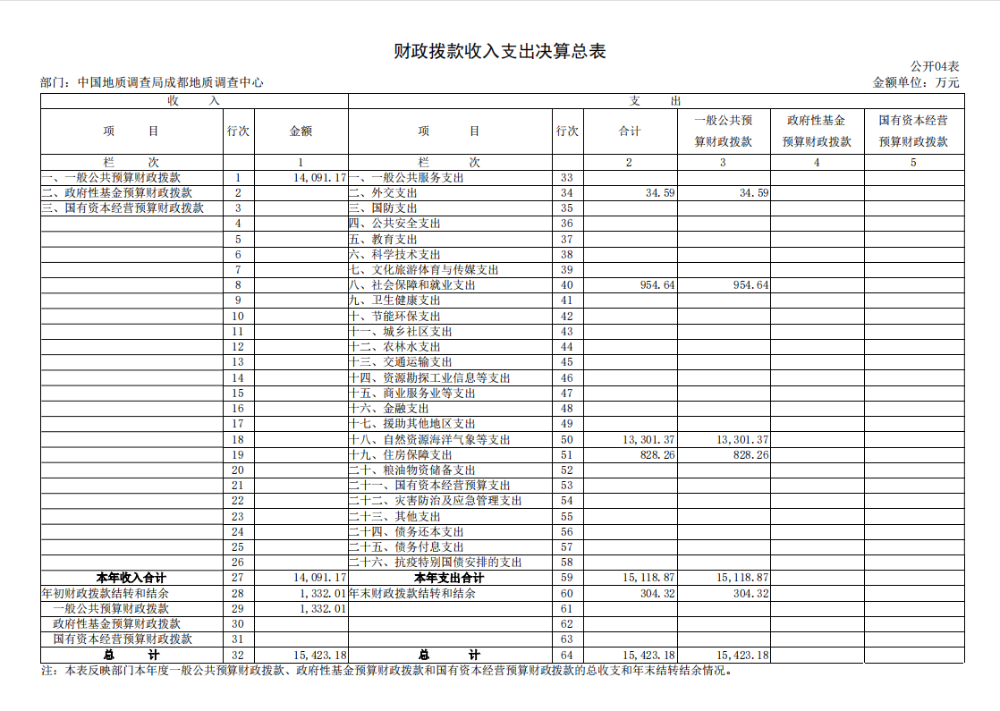 财政拨款收入支出决算总表
公开04表
部门：中国地质调查局成都地质调查中心 金额单位：万元
收 入 支 出
项 目 行次 金额 项 目 行次 合计 一般公共预算财政拨款 政府性基金预算财政拨款 国有资本经营预算财政拨款
栏 次 1 栏 次 2 3 4 5
一、一般公共预算财政拨款 1 14,091.17 一、一般公共服务支出 33
二、政府性基金预算财政拨款 2 二、外交支出 34 34.59 34.59
三、国有资本经营预算财政拨款 3 三、国防支出 35
4 四、公共安全支出 36
5 五、教育支出 37
6 六、科学技术支出 38
7 七、文化旅游体育与传媒支出 39
8 八、社会保障和就业支出 40 954.64 954.64
9 九、卫生健康支出 41
10 十、节能环保支出 42
11 十一、城乡社区支出 43
12 十二、农林水支出 44
13 十三、交通运输支出 45
14 十四、资源勘探工业信息等支出 46
15 十五、商业服务业等支出 47
16 十六、金融支出 48
17 十七、援助其他地区支出 49
18 十八、自然资源海洋气象等支出 50 13,301.37 13,301.37
19 十九、住房保障支出 51 828.26 828.26
20 二十、粮油物资储备支出 52
21 二十一、国有资本经营预算支出 53
22 二十二、灾害防治及应急管理支出 54
23 二十三、其他支出 55
24 二十四、债务还本支出 56
25 二十五、债务付息支出 57
26 二十六、抗疫特别国债安排的支出 58
本年收入合计 27 14,091.17 本年支出合计 59 15,118.87 15,118.87
年初财政拨款结转和结余 28 1,332.01 年末财政拨款结转和结余 60 304.32 304.32
一般公共预算财政拨款 29 1,332.01 61
政府性基金预算财政拨款 30 62
国有资本经营预算财政拨款 31 63
总 计 32 15,423.18 总 计 64 15,423.18 15,423.18
注：本表反映部门本年度一般公共预算财政拨款、政府性基金预算财政拨款和国有资本经营预算财政拨款的总收支和年末结转结余情况。